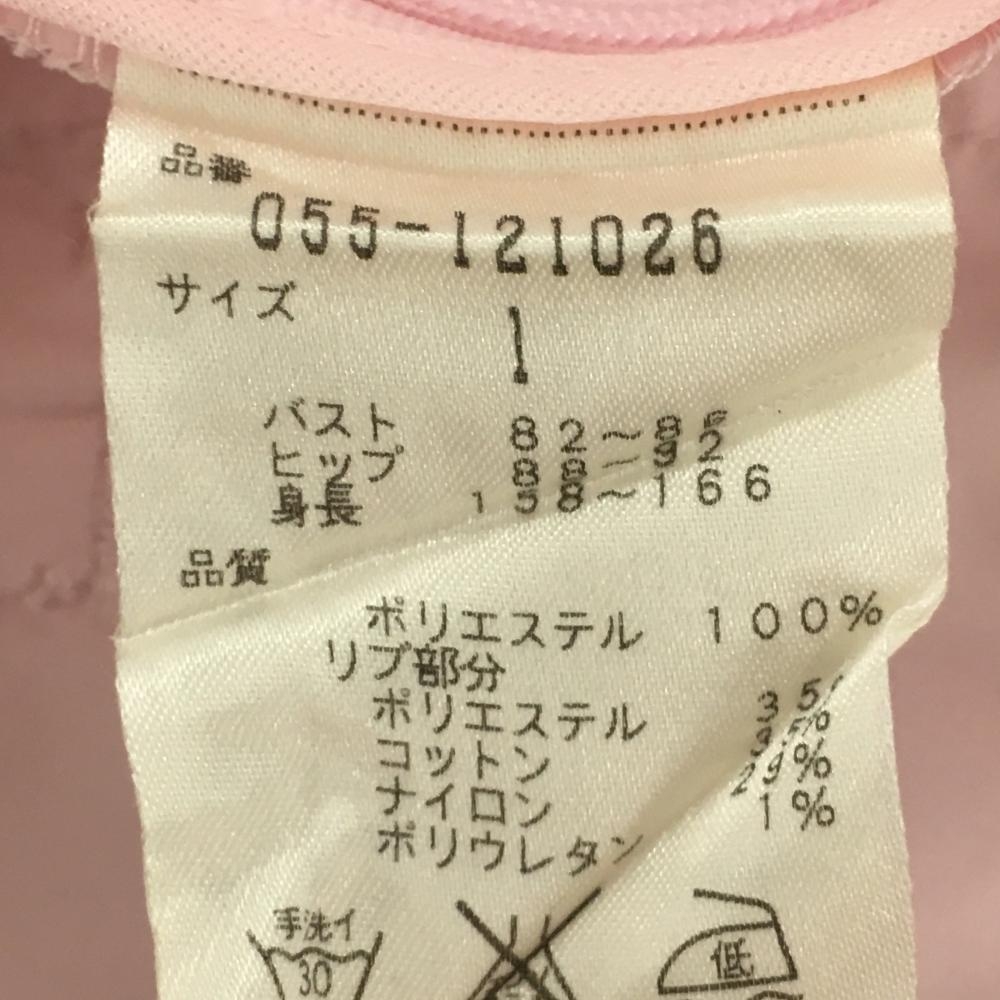 品番
055-121026
サイズ
1
バスト 82～85
ヒップ 88～92
身長 158～166
品質
ポリエステル 100%
リブ部分
ポリエステル 35%
コットン 35%
ナイロン 29%
ポリウレタン 1%
手洗イ
30
低